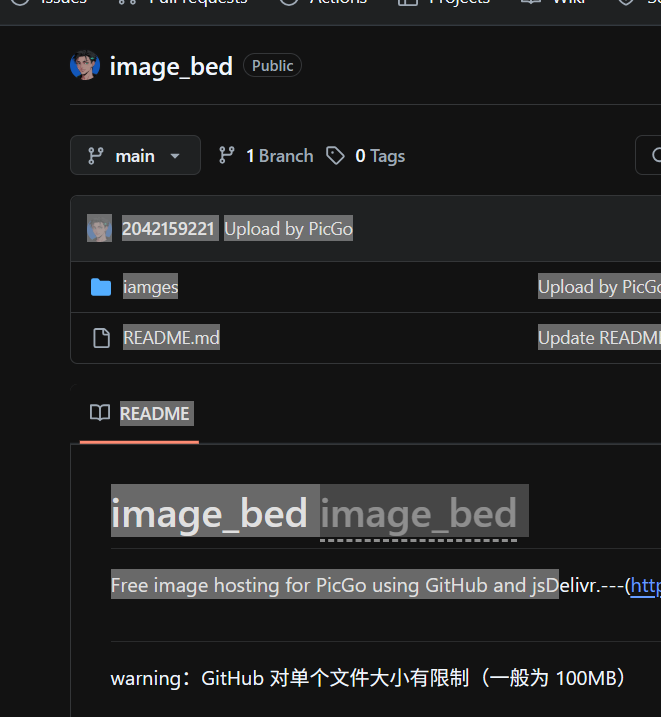 Issues Pull requests Actions Projects Wiki
image_bed Public
main 1 Branch 0 Tags
2042159221 Upload by PicGo
iamges Upload by PicGo
README.md Update README
README
image_bed image_bed
Free image hosting for PicGo using GitHub and jsDelivr.---(http
warning：GitHub 对单个文件大小有限制（一般为 100MB）